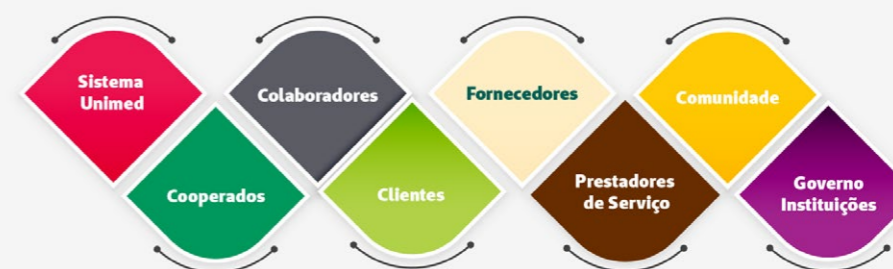 Sistema
Unimed
Colaboradores
Fornecedores
Comunidade
Cooperados
Clientes
Prestadores
de Serviço
Governo
Instituições